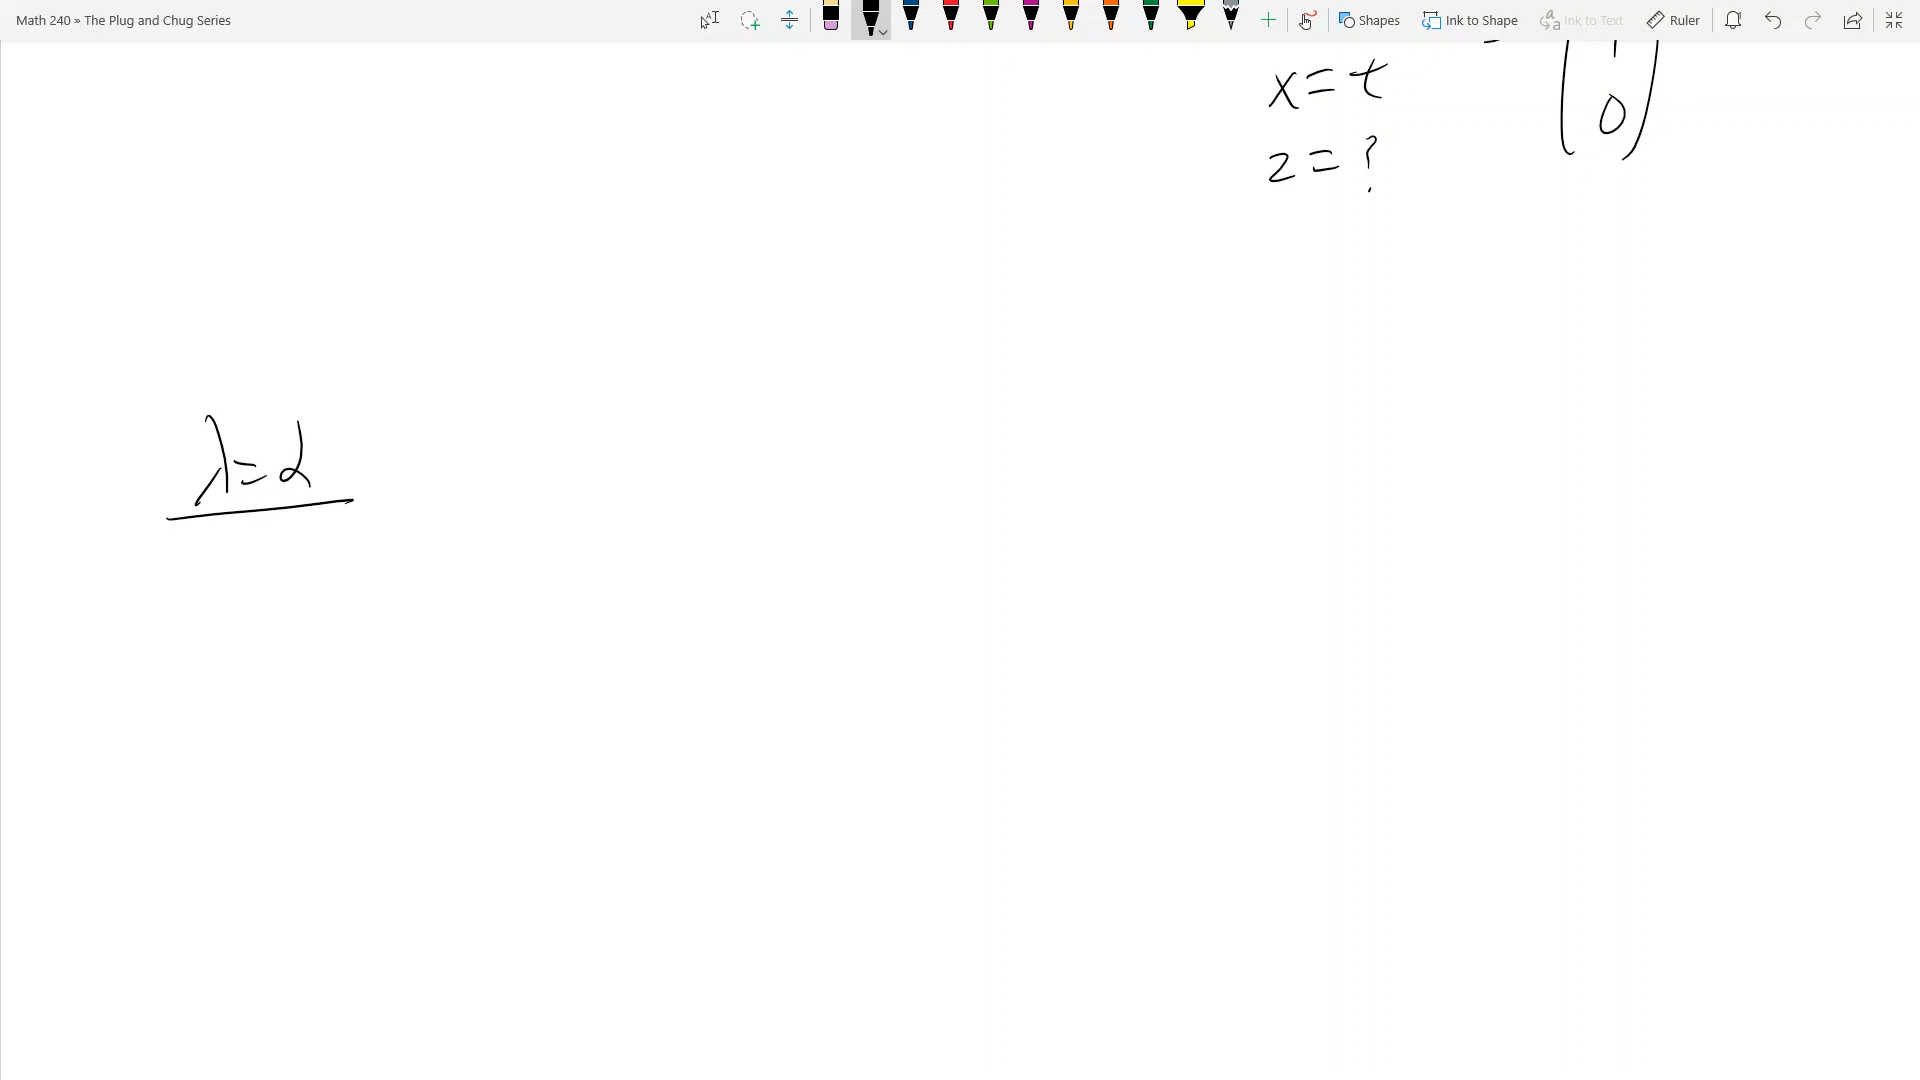 Math 240 » The Plug and Chug Series
Shapes
Ink to Shape
Ink to Text
Ruler
x = t
z = ?
0
λ = 2